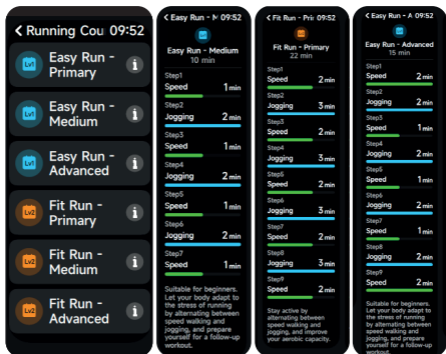 < Running Cou 09:52
Lv1
Easy Run -
Primary
i
Lv1
Easy Run -
Medium
i
Lv1
Easy Run -
Advanced
i
Lv2
Fit Run -
Primary
i
Lv2
Fit Run -
Medium
i
Lv2
Fit Run -
Advanced
i
< Easy Run - M 09:52
Easy Run - Medium
10 min
Step1
Speed 1 min
Step2
Jogging 2 min
Step3
Speed 1 min
Step4
Jogging 2 min
Step5
Speed 1 min
Step6
Jogging 2 min
Step7
Speed 1 min
Suitable for beginners.
Let your body adapt to
the stress of running
by alternating between
speed walking and
jogging, and prepare
yourself for a follow-up
workout.
< Fit Run - Pri 09:52
Fit Run - Primary
22 min
Step1
Speed 2 min
Step2
Jogging 3 min
Step3
Speed 2 min
Step4
Jogging 3 min
Step5
Speed 2 min
Step6
Jogging 3 min
Step7
Speed 2 min
Step8
Jogging 3 min
Step9
Speed 2 min
Stay active by
alternating between
speed walking
and jogging, and improve
your aerobic capacity.
< Easy Run - A 09:52
Easy Run - Advanced
15 min
Step1
Speed 2 min
Step2
Jogging 2 min
Step3
Speed 1 min
Step4
Jogging 2 min
Step5
Speed 1 min
Step6
Jogging 2 min
Step7
Speed 1 min
Step8
Jogging 2 min
Step9
Speed 2 min
Suitable for beginners.
Let your body adapt to
the stress of running
by alternating between
speed walking and
jogging, and prepare
yourself for a follow-up
workout.